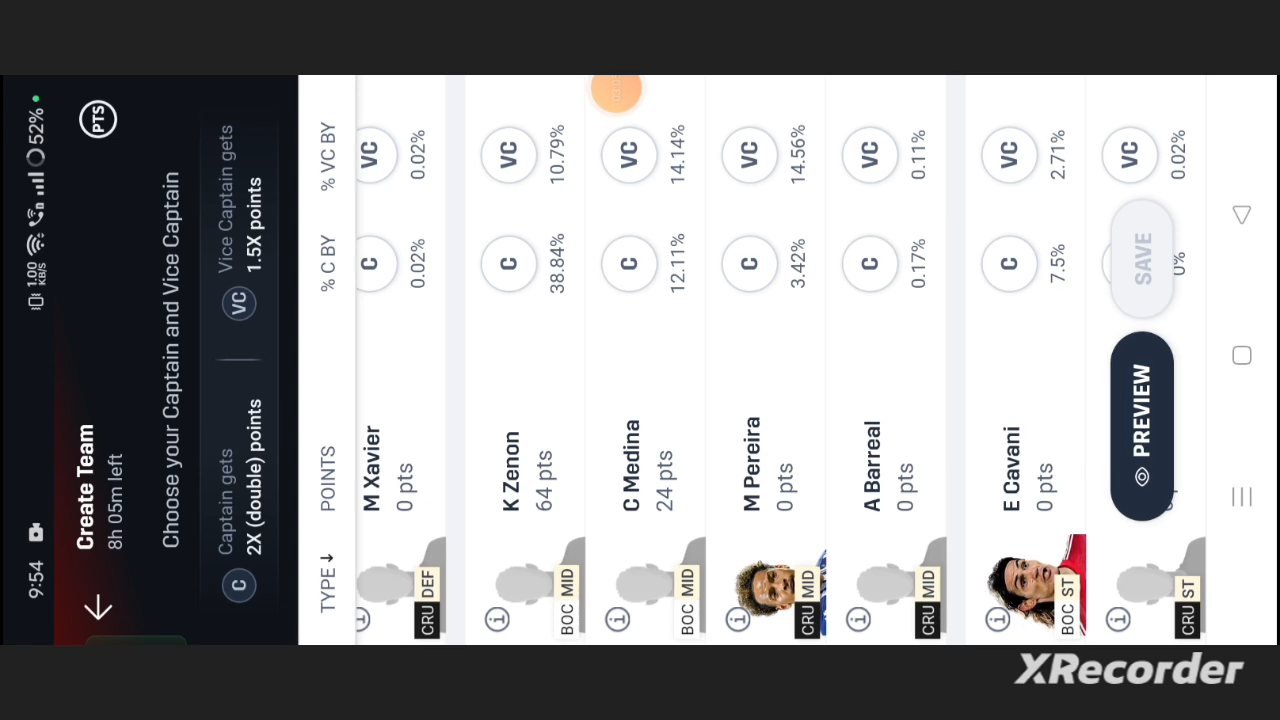 9:54
1.00
KB/S
52%
Create Team
8h 05m left
PTS
Choose your Captain and Vice Captain
C
Captain gets
2X (double) points
VC
Vice Captain gets
1.5X points
TYPE ↓ POINTS % C BY % VC BY
CRU DEF
M Xavier
0 pts
C
0.02%
VC
0.02%
BOC MID
K Zenon
64 pts
C
38.84%
VC
10.79%
BOC MID
C Medina
24 pts
C
12.11%
VC
14.14%
CRU MID
M Pereira
0 pts
C
3.42%
VC
14.56%
CRU MID
A Barreal
0 pts
C
0.17%
VC
0.11%
BOC ST
E Cavani
0 pts
C
7.5%
VC
2.71%
CRU ST
0%
VC
0.02%
PREVIEW
SAVE
XRecorder